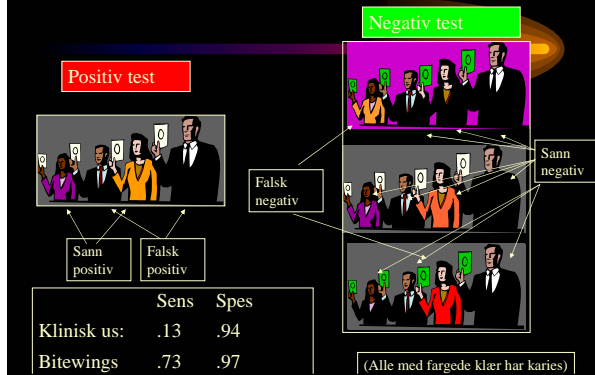 Negativ test
Positiv test
Sann
negativ
Falsk
negativ
Sann
positiv
Falsk
positiv
Sens Spes
Klinisk us: .13 .94
Bitewings .73 .97
(Alle med fargede klær har karies)